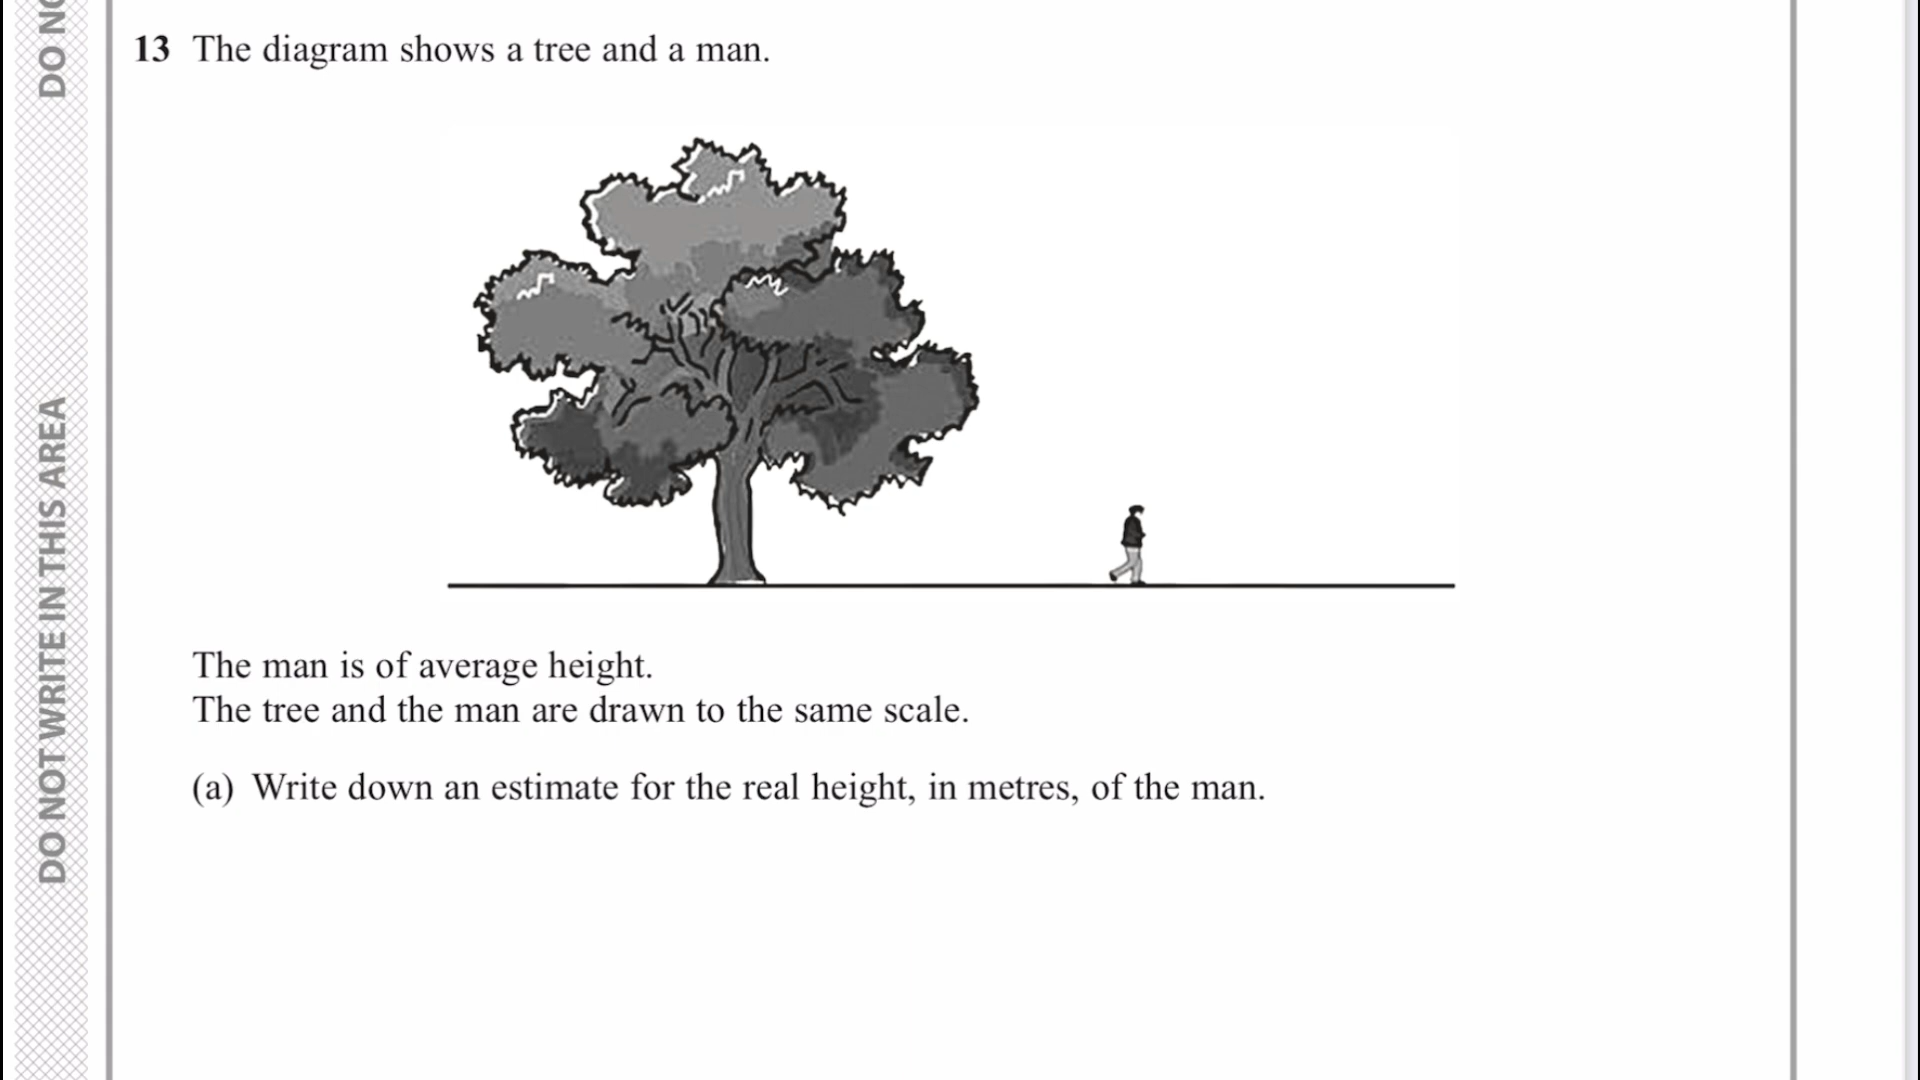 DO NO
DO NOT WRITE IN THIS AREA
13 The diagram shows a tree and a man.
The man is of average height.
The tree and the man are drawn to the same scale.
(a) Write down an estimate for the real height, in metres, of the man.